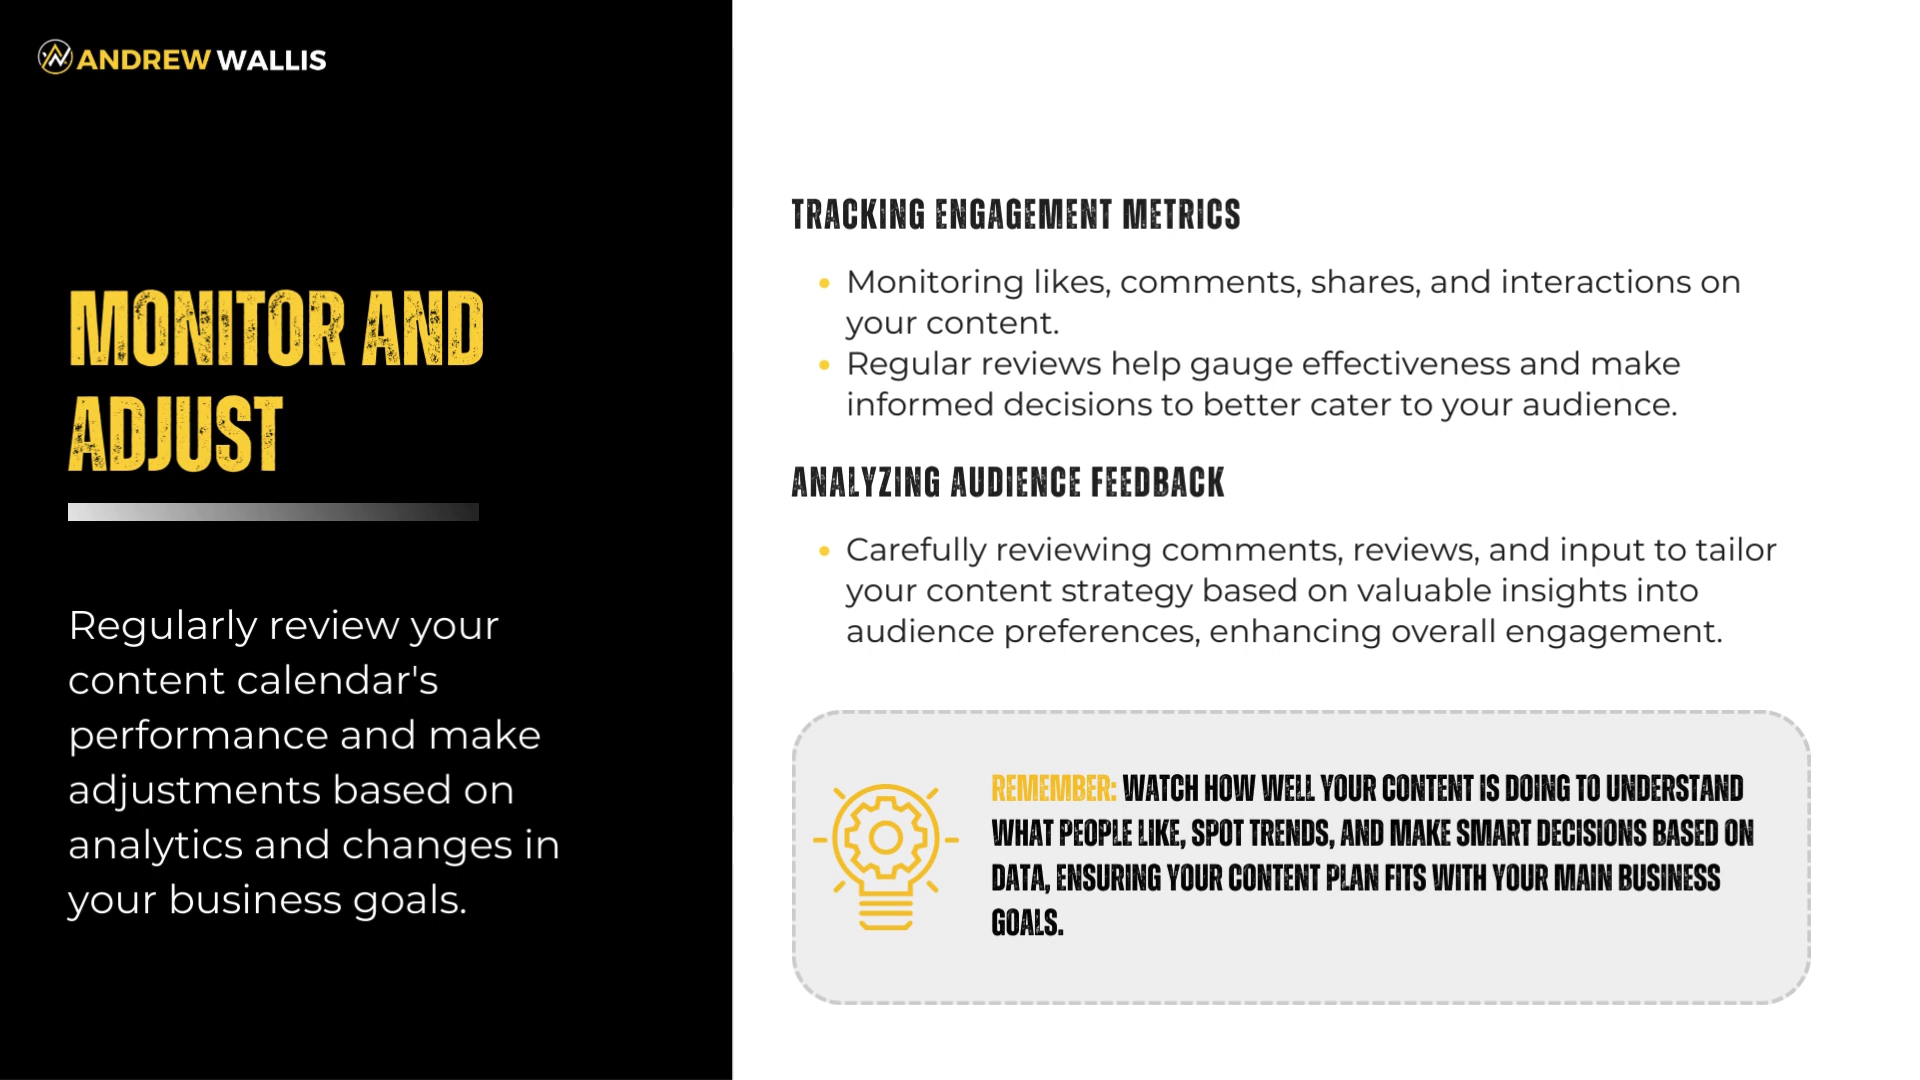 ANDREW WALLIS
MONITOR AND
ADJUST
Regularly review your
content calendar's
performance and make
adjustments based on
analytics and changes in
your business goals.
TRACKING ENGAGEMENT METRICS
• Monitoring likes, comments, shares, and interactions on
your content.
• Regular reviews help gauge effectiveness and make
informed decisions to better cater to your audience.
ANALYZING AUDIENCE FEEDBACK
• Carefully reviewing comments, reviews, and input to tailor
your content strategy based on valuable insights into
audience preferences, enhancing overall engagement.
REMEMBER: WATCH HOW WELL YOUR CONTENT IS DOING TO UNDERSTAND
WHAT PEOPLE LIKE, SPOT TRENDS, AND MAKE SMART DECISIONS BASED ON
DATA, ENSURING YOUR CONTENT PLAN FITS WITH YOUR MAIN BUSINESS
GOALS.